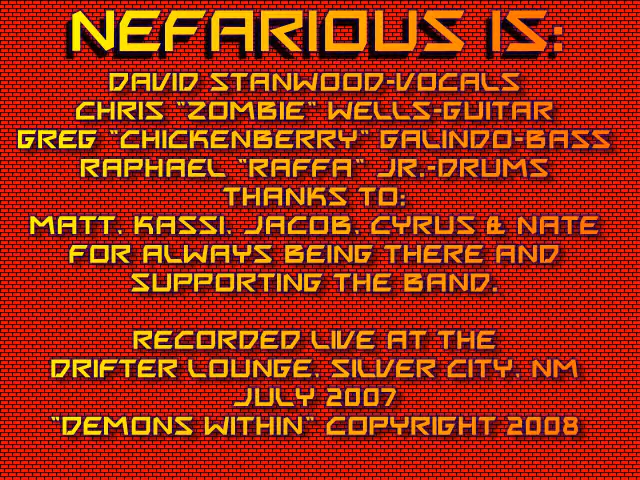 NEFARIOUS IS:
DAVID STANWOOD-VOCALS
CHRIS "ZOMBIE" WELLS-GUITAR
GREG "CHICKENBERRY" GALINDO-BASS
RAPHAEL "RAFFA" JR.-DRUMS
THANKS TO:
MATT, KASSI, JACOB, CYRUS & NATE
FOR ALWAYS BEING THERE AND
SUPPORTING THE BAND.
RECORDED LIVE AT THE
DRIFTER LOUNGE, SILVER CITY, NM
JULY 2007
"DEMONS WITHIN" COPYRIGHT 2008